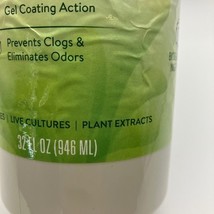 Gel Coating Action
Prevents Clogs &
Eliminates Odors
| LIVE CULTURES | PLANT EXTRACTS
32 FL OZ (946 ML)